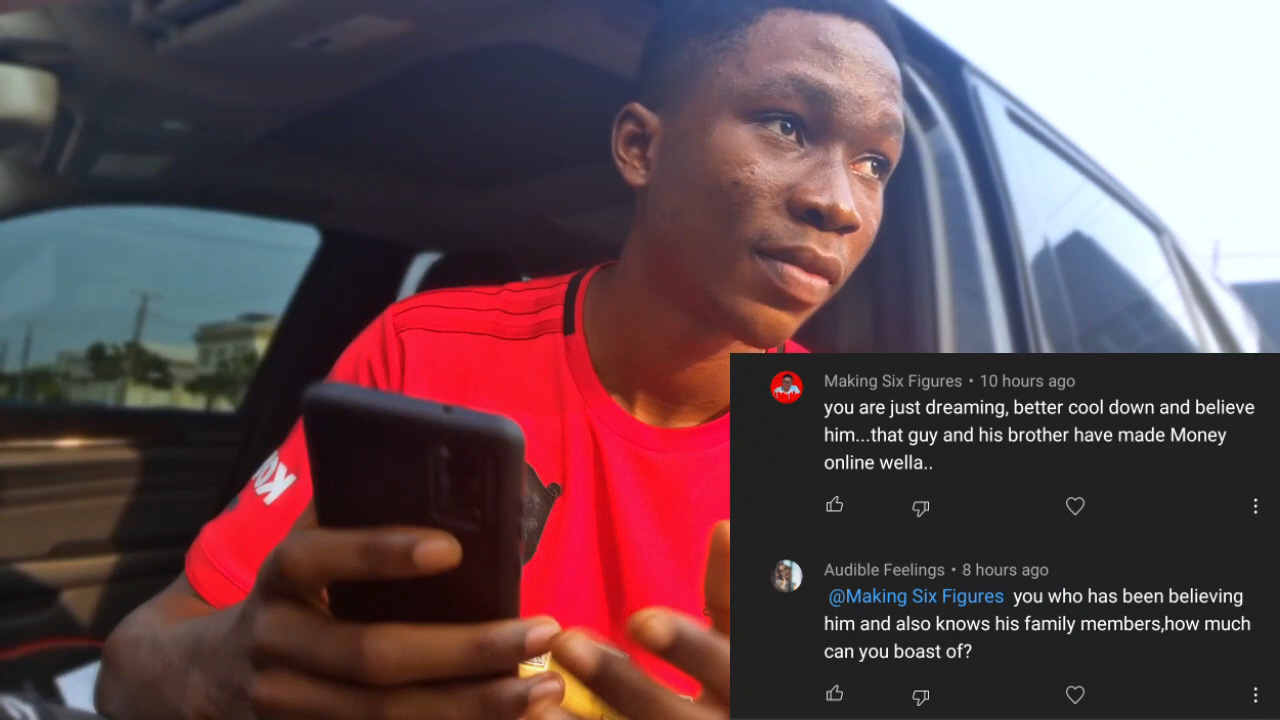 Making Six Figures • 10 hours ago
you are just dreaming, better cool down and believe
him...that guy and his brother have made Money
online wella..
Audible Feelings • 8 hours ago
@Making Six Figures you who has been believing
him and also knows his family members,how much
can you boast of?